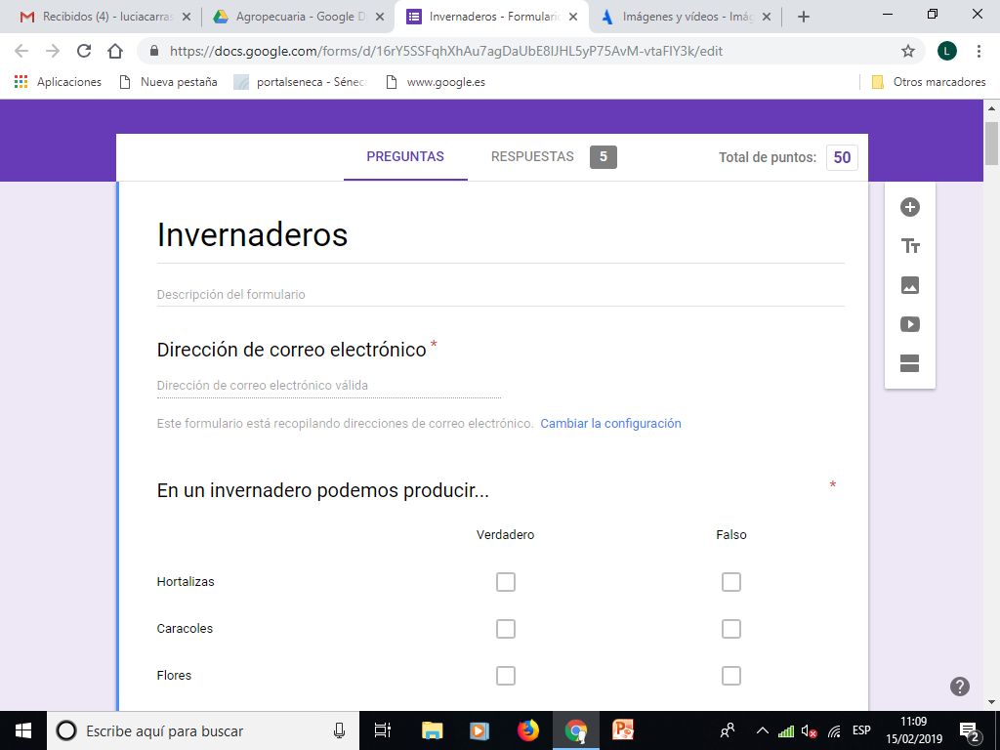 Recibidos (4) - luciacarras
Agropecuaria - Google D
Invernaderos - Formulari
Imágenes y vídeos - Imág
https://docs.google.com/forms/d/16rY5SSFqhXhAu7agDaUbE8IJHL5yP75AvM-vtaFIY3k/edit
L
Aplicaciones
Nueva pestaña
portalseneca - Séneca
www.google.es
Otros marcadores
PREGUNTAS
RESPUESTAS 5
Total de puntos: 50
Invernaderos
Descripción del formulario
Dirección de correo electrónico *
Dirección de correo electrónico válida
Este formulario está recopilando direcciones de correo electrónico. Cambiar la configuración
En un invernadero podemos producir... *
Verdadero Falso
Hortalizas
Caracoles
Flores
Escribe aquí para buscar
ESP
11:09
15/02/2019
2